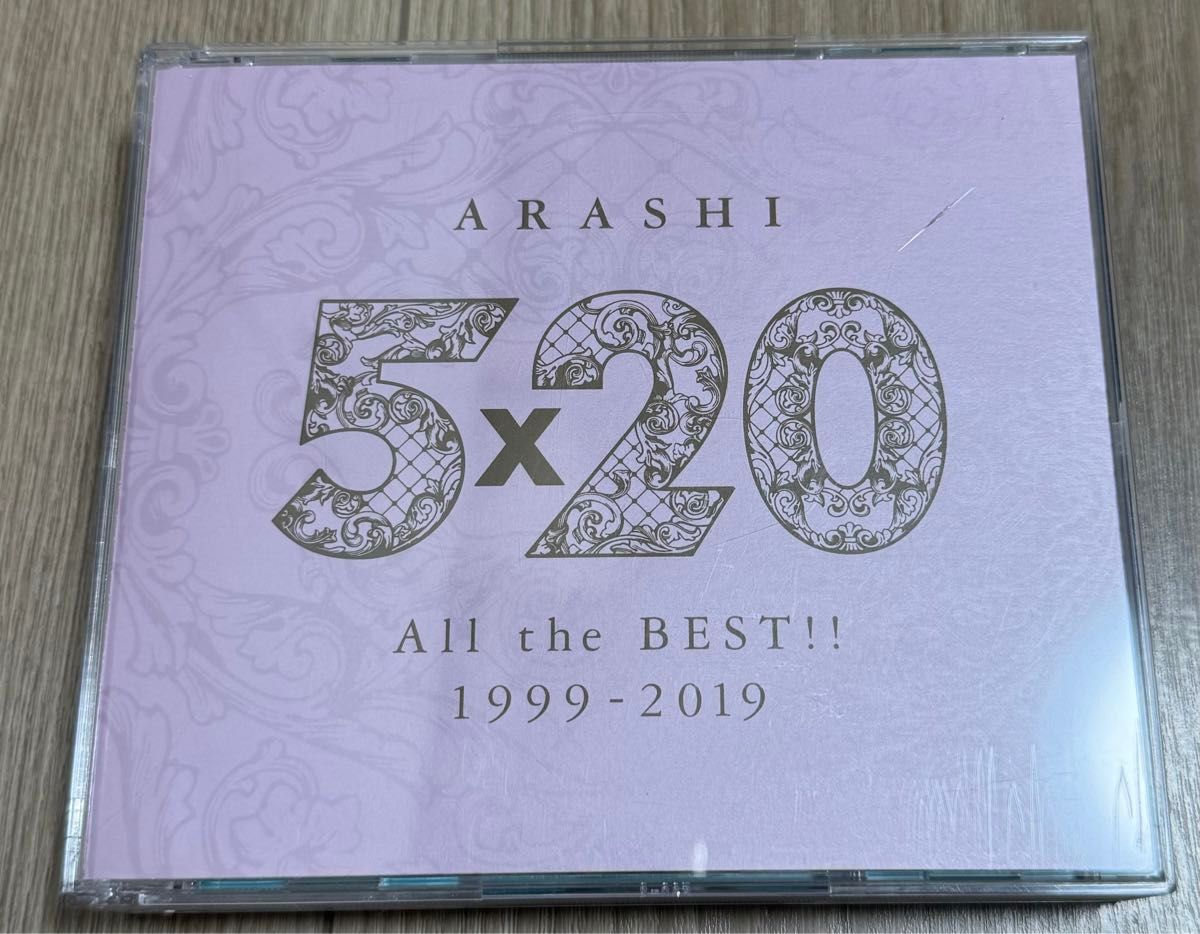 ARASHI
5x20
All the BEST!!
1999-2019